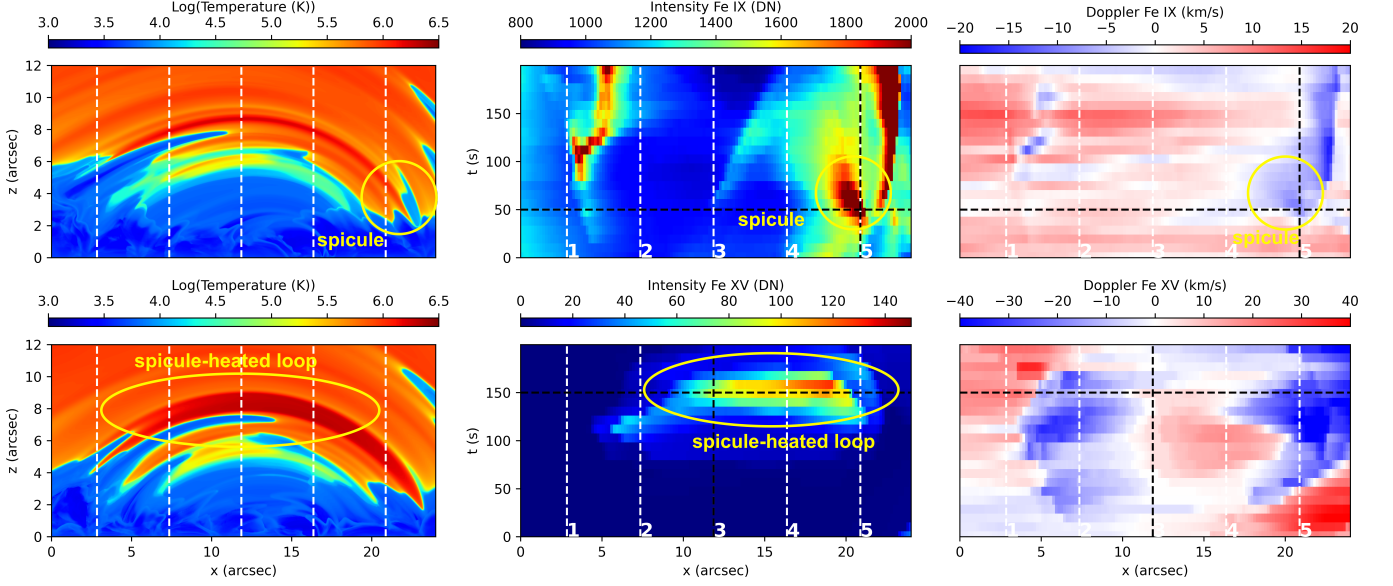 Log(Temperature (K))
3.0 3.5 4.0 4.5 5.0 5.5 6.0 6.5
z (arcsec)
12
10
8
6
4
2
0
spicule
Intensity Fe IX (DN)
800 1000 1200 1400 1600 1800 2000
t (s)
150
100
50
0
spicule
1 2 3 4 5
Doppler Fe IX (km/s)
−20 −15 −10 −5 0 5 10 15 20
spicule
1 2 3 4 5
Log(Temperature (K))
3.0 3.5 4.0 4.5 5.0 5.5 6.0 6.5
z (arcsec)
12
10
8
6
4
2
0
spicule-heated loop
0 5 10 15 20
x (arcsec)
Intensity Fe XV (DN)
0 20 40 60 80 100 120 140
t (s)
150
100
50
0
spicule-heated loop
1 2 3 4 5
0 5 10 15 20
x (arcsec)
Doppler Fe XV (km/s)
−40 −30 −20 −10 0 10 20 30 40
1 2 4 5
0 5 10 15 20
x (arcsec)